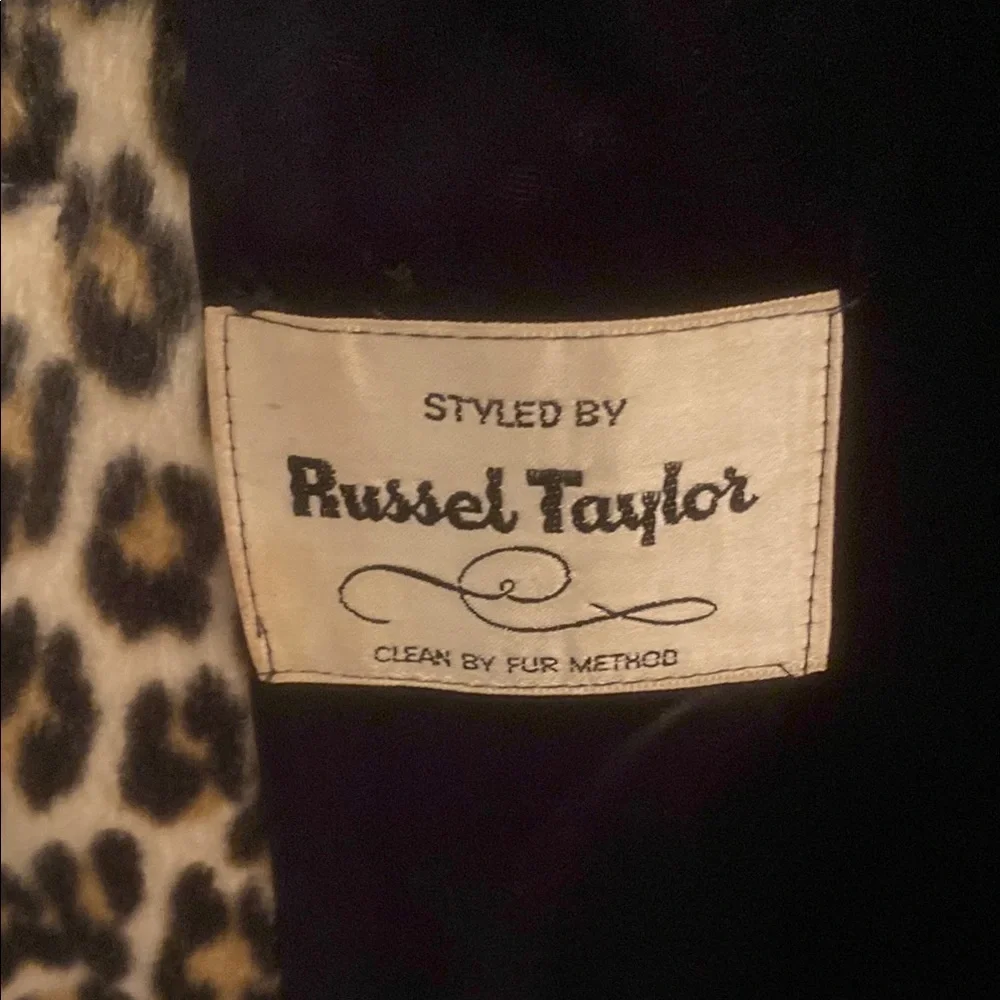 STYLED BY
Russel Taylor
CLEAN BY FUR METHOD